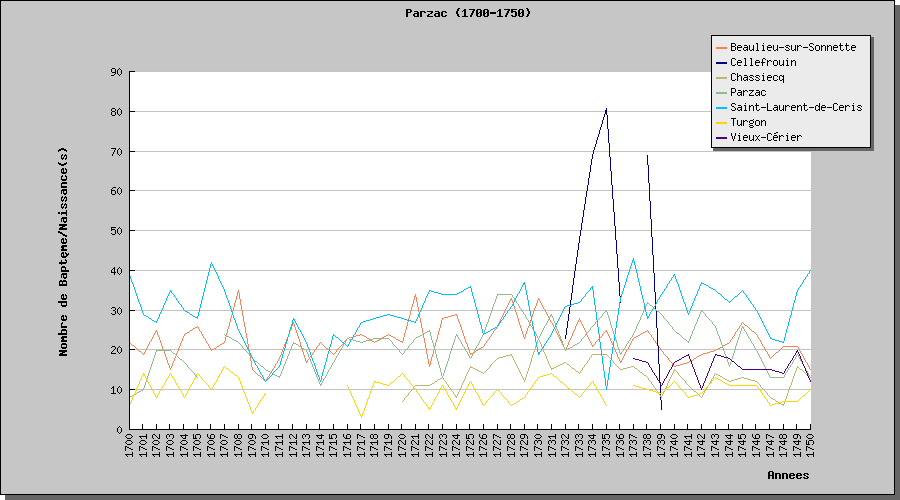 Parzac (1700-1750)
Beaulieu-sur-Sonnette
Cellefrouin
Chassiecq
Parzac
Saint-Laurent-de-Ceris
Turgon
Vieux-Cérier
Nombre de Baptęme/Naissance(s)
90
80
70
60
50
40
30
20
10
0
1700 1701 1702 1703 1704 1705 1706 1707 1708 1709 1710 1711 1712 1713 1714 1715 1716 1717 1718 1719 1720 1721 1722 1723 1724 1725 1726 1727 1728 1729 1730 1731 1732 1733 1734 1735 1736 1737 1738 1739 1740 1741 1742 1743 1744 1745 1746 1747 1748 1749 1750
Annees